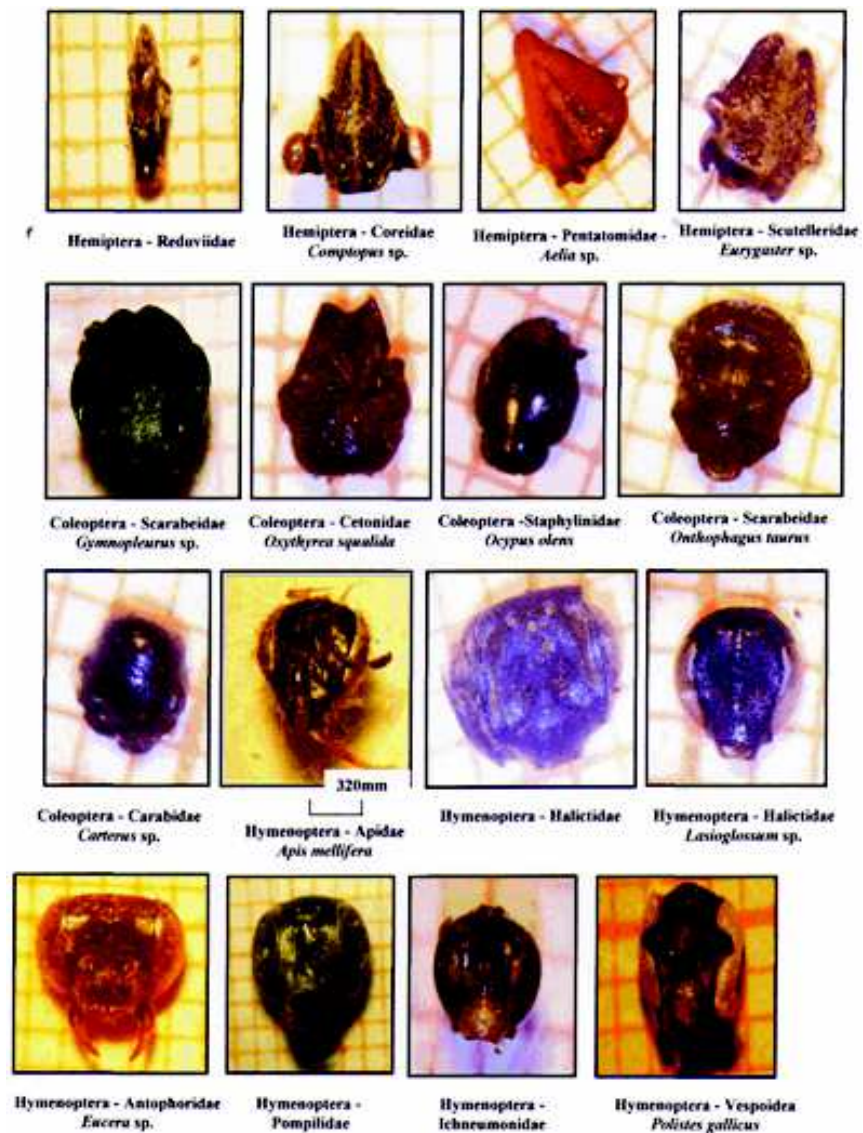 Hemiptera - Reduviidae
Hemiptera - Coreidae
Comptopus sp.
Hemiptera - Pentatomidae -
Aelia sp.
Hemiptera - Scutelleridae
Eurygaster sp.
Coleoptera - Scarabeidae
Gymnopleurus sp.
Coleoptera - Cetonidae
Oxythyrea squalida
Coleoptera -Staphylinidae
Ocypus olens
Coleoptera - Scarabeidae
Onthophagus taurus
Coleoptera - Carabidae
Carterus sp.
320mm
Hymenoptera - Apidae
Apis mellifera
Hymenoptera - Halictidae
Hymenoptera - Halictidae
Lasioglossum sp.
Hymenoptera - Antophoridae
Eucera sp.
Hymenoptera -
Pompilidae
Hymenoptera -
Ichneumonidae
Hymenoptera - Vespoidea
Polistes gallicus